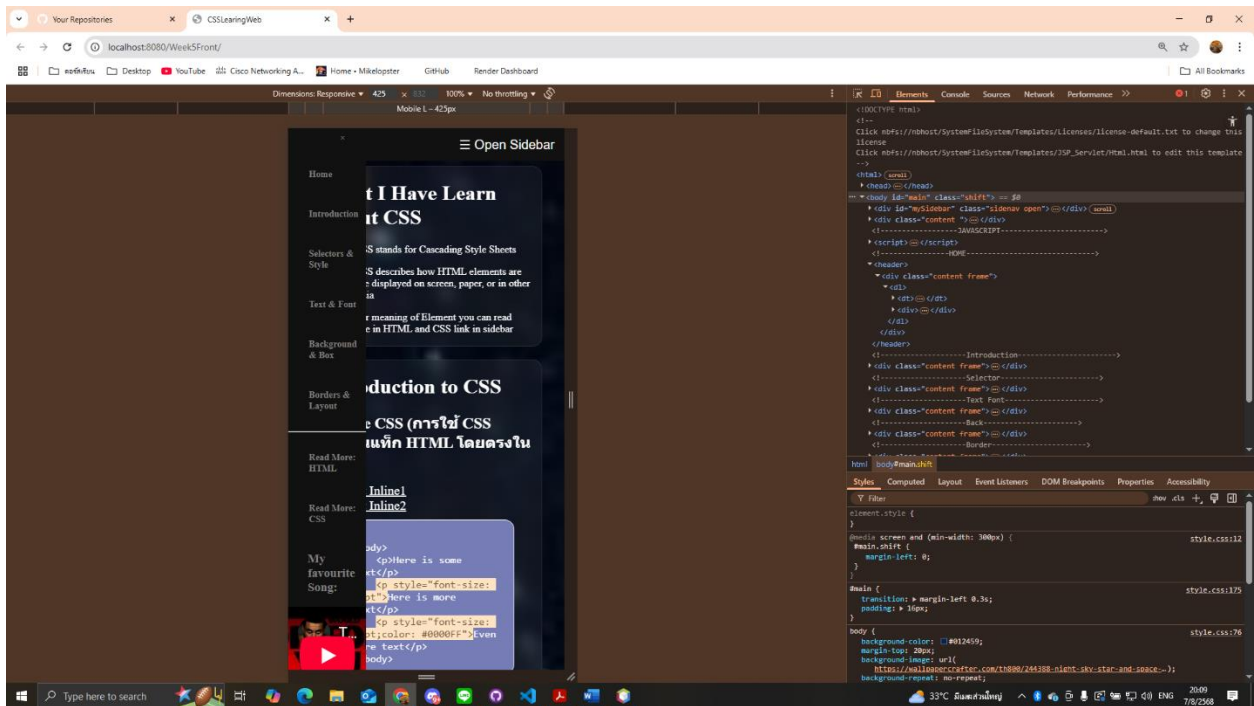 Your Repositories
CSSLearingWeb
localhost:8080/Week5Front/
Desktop
YouTube
Cisco Networking A...
Home • Mikelopster
GitHub
Render Dashboard
All Bookmarks
Dimensions: Responsive ▾ 425 × 832 100% ▾ No throttling ▾
Mobile L – 425px
×
☰ Open Sidebar
Home
Introduction
Selectors &
Style
Text & Font
Background
& Box
Borders &
Layout
Read More:
HTML
Read More:
CSS
My
favourite
Song:
T...
t I Have Learn
ut CSS
S stands for Cascading Style Sheets
S describes how HTML elements are
e displayed on screen, paper, or in other
ia
r meaning of Element you can read
e in HTML and CSS link in sidebar
oduction to CSS
e CSS (การใช้ CSS
แท็ก HTML โดยตรงใน
Inline1
Inline2
ody>
<p>Here is some
xt</p>
<p style="font-size:
pt">Here is more
xt</p>
<p style="font-size:
pt;color: #0000FF">Even
re text</p>
body>
Elements Console Sources Network Performance
1
<!DOCTYPE html>
<!--
Click nbfs://nbhost/SystemFileSystem/Templates/Licenses/license-default.txt to change this
license
Click nbfs://nbhost/SystemFileSystem/Templates/JSP_Servlet/Html.html to edit this template
-->
<html> scroll
<head> … </head>
<body id="main" class="shift"> == $0
<div id="mySidebar" class="sidenav open"> … </div> scroll
<div class="content "> … </div>
<!----------------JAVASCRIPT---------------------->
<script> … </script>
<!----------------HOME---------------------------->
<header>
<div class="content frame">
<dl>
<dt> … </dt>
<div> … </div>
</dl>
</div>
</header>
<!-------------------Introduction----------------------->
<div class="content frame"> … </div>
<!-------------------Selector----------------------->
<div class="content frame"> … </div>
<!-------------------Text Font---------------------->
<div class="content frame"> … </div>
<!-------------------Back----------------------->
<div class="content frame"> … </div>
<!-------------------Border----------------------->
html body#main.shift
Styles Computed Layout Event Listeners DOM Breakpoints Properties Accessibility
Filter :hov .cls
element.style {
}
@media screen and (min-width: 300px) {
#main.shift { style.css:12
margin-left: 0;
}
}
#main { style.css:175
transition: ▸ margin-left 0.3s;
padding: ▸ 16px;
}
body { style.css:76
background-color: #012459;
margin-top: 20px;
background-image: url(
https://wallpapercrafter.com/th800/244388-night-sky-star-and-space-…);
background-repeat: no-repeat;
Type here to search
33°C มีเมฆส่วนใหญ่
ENG
20:09
7/8/2568